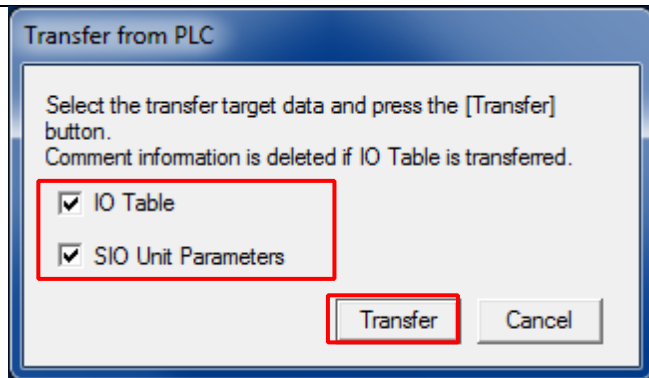 Transfer from PLC
Select the transfer target data and press the [Transfer]
button.
Comment information is deleted if IO Table is transferred.
IO Table
SIO Unit Parameters
Transfer
Cancel